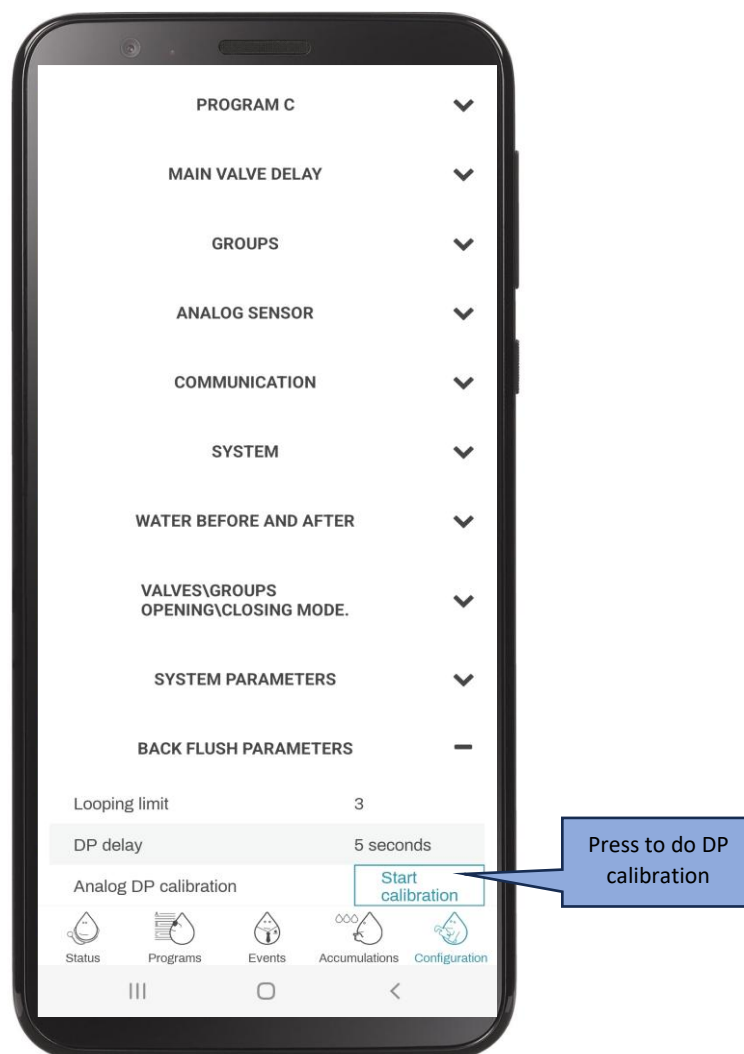 PROGRAM C
MAIN VALVE DELAY
GROUPS
ANALOG SENSOR
COMMUNICATION
SYSTEM
WATER BEFORE AND AFTER
VALVES\GROUPS
OPENING\CLOSING MODE.
SYSTEM PARAMETERS
BACK FLUSH PARAMETERS
Looping limit 3
DP delay 5 seconds
Analog DP calibration Start
calibration
Press to do DP
calibration
Status Programs Events Accumulations Configuration